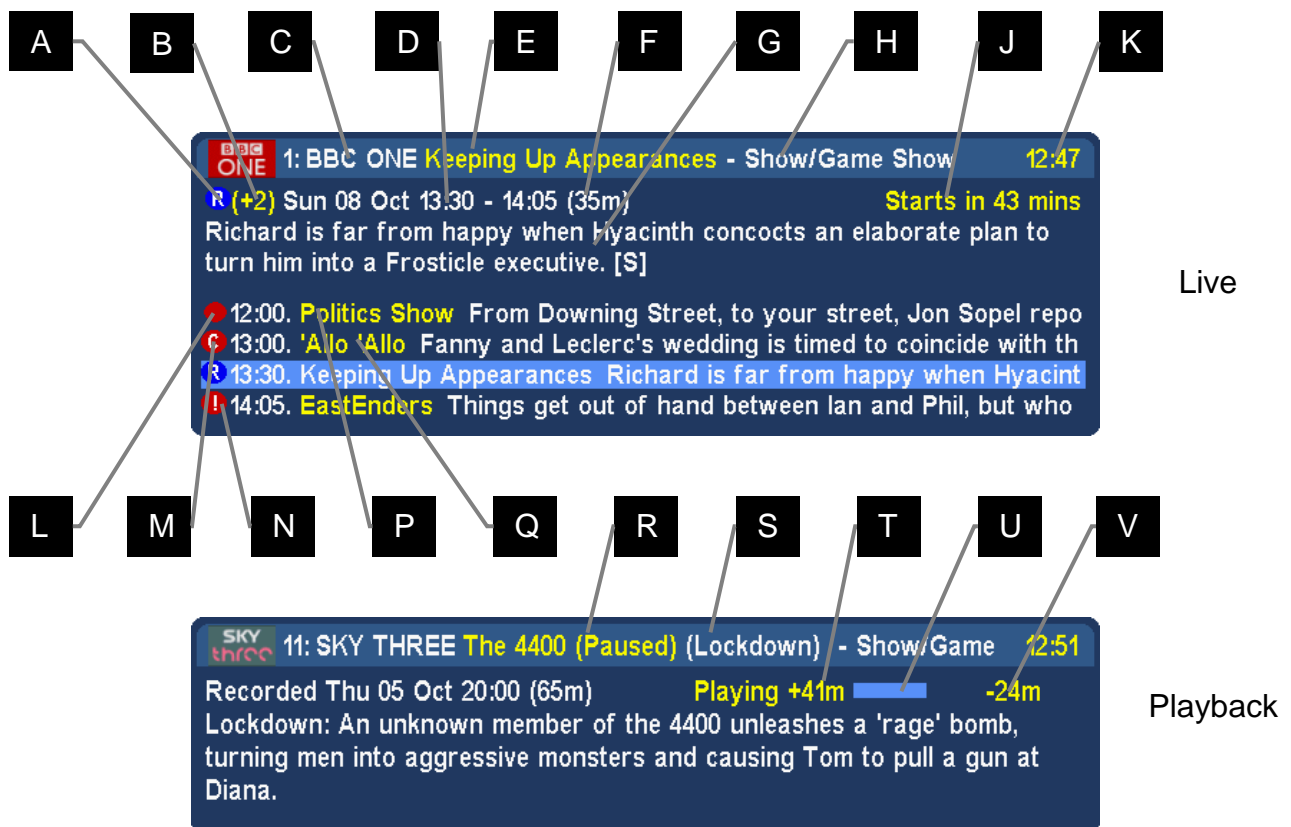 A B C D E F G H J K
BBC ONE 1: BBC ONE Keeping Up Appearances - Show/Game Show 12:47
R (+2) Sun 08 Oct 13:30 - 14:05 (35m) Starts in 43 mins
Richard is far from happy when Hyacinth concocts an elaborate plan to
turn him into a Frosticle executive. [S]
Live
12:00. Politics Show From Downing Street, to your street, Jon Sopel repo
C 13:00. 'Allo 'Allo Fanny and Leclerc's wedding is timed to coincide with th
R 13:30. Keeping Up Appearances Richard is far from happy when Hyacint
! 14:05. EastEnders Things get out of hand between Ian and Phil, but who
L M N P Q R S T U V
SKY three 11: SKY THREE The 4400 (Paused) (Lockdown) - Show/Game 12:51
Recorded Thu 05 Oct 20:00 (65m) Playing +41m -24m
Playback
Lockdown: An unknown member of the 4400 unleashes a 'rage' bomb,
turning men into aggressive monsters and causing Tom to pull a gun at
Diana.